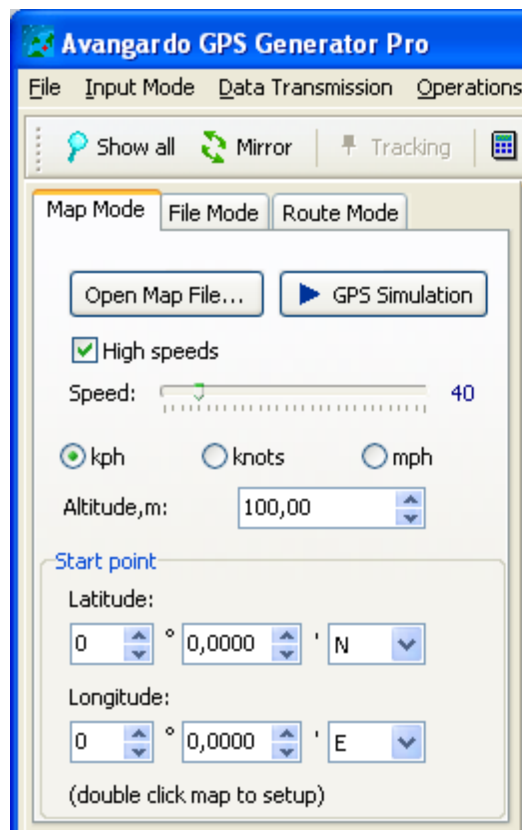 Avangardo GPS Generator Pro
File Input Mode Data Transmission Operations
Show all Mirror Tracking
Map Mode File Mode Route Mode
Open Map File... GPS Simulation
High speeds
Speed: 40
kph knots mph
Altitude,m: 100,00
Start point
Latitude:
0 ° 0,0000 ' N
Longitude:
0 ° 0,0000 ' E
(double click map to setup)